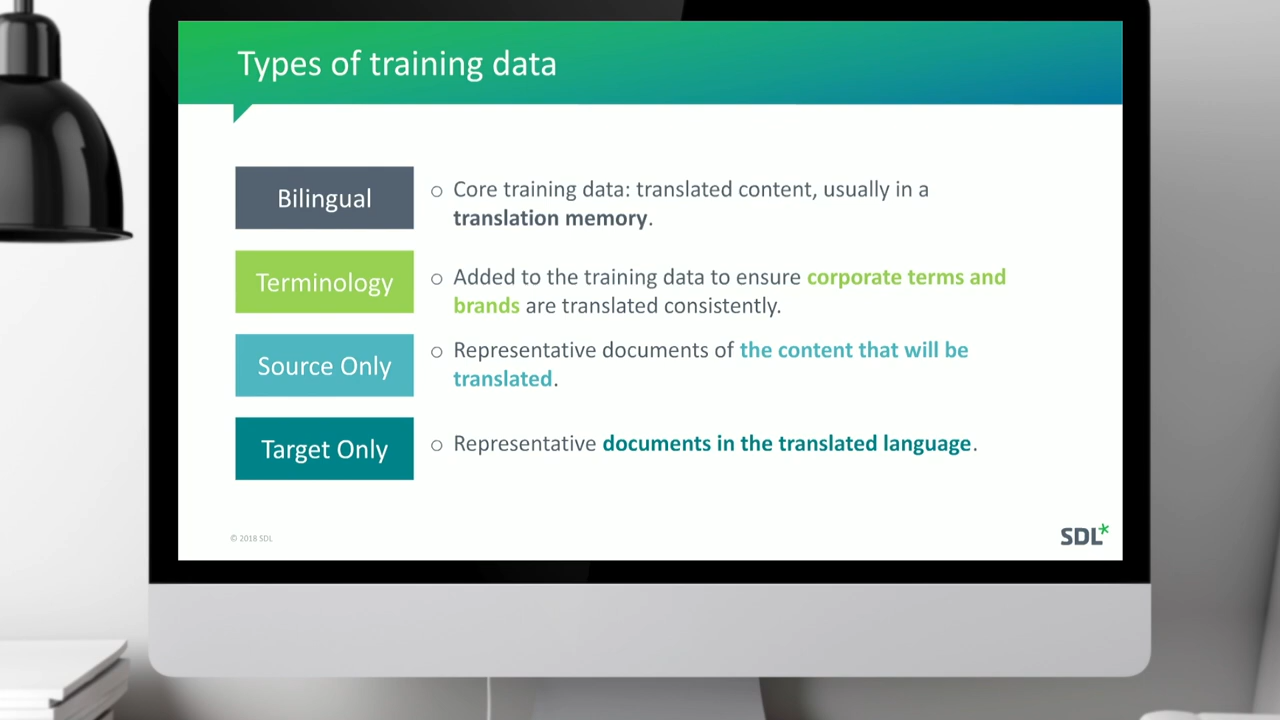 Types of training data
Bilingual
○ Core training data: translated content, usually in a
translation memory.
Terminology
○ Added to the training data to ensure corporate terms and
brands are translated consistently.
Source Only
○ Representative documents of the content that will be
translated.
Target Only
○ Representative documents in the translated language.
© 2018 SDL
SDL*